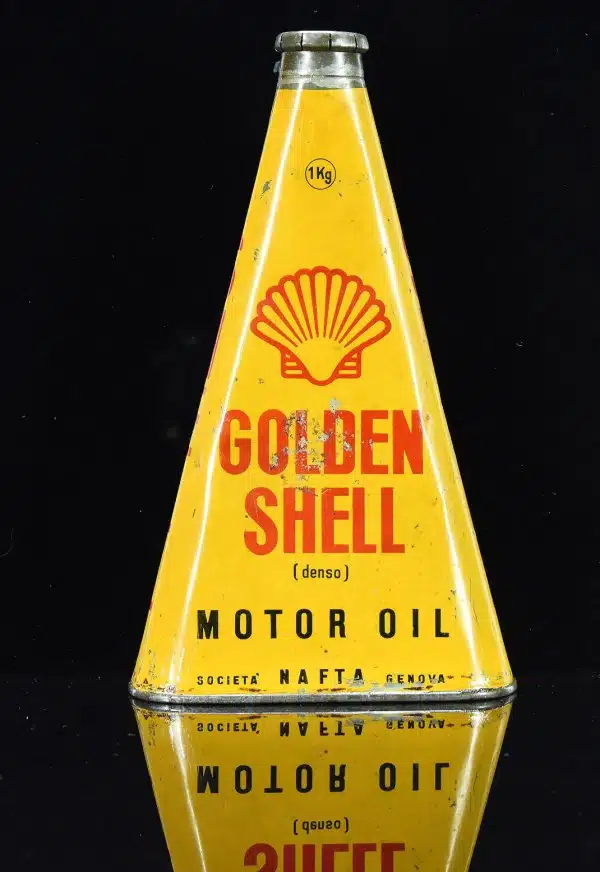 1Kg
GOLDEN
SHELL
(denso)
MOTOR OIL
SOCIETA' NAFTA GENOVA